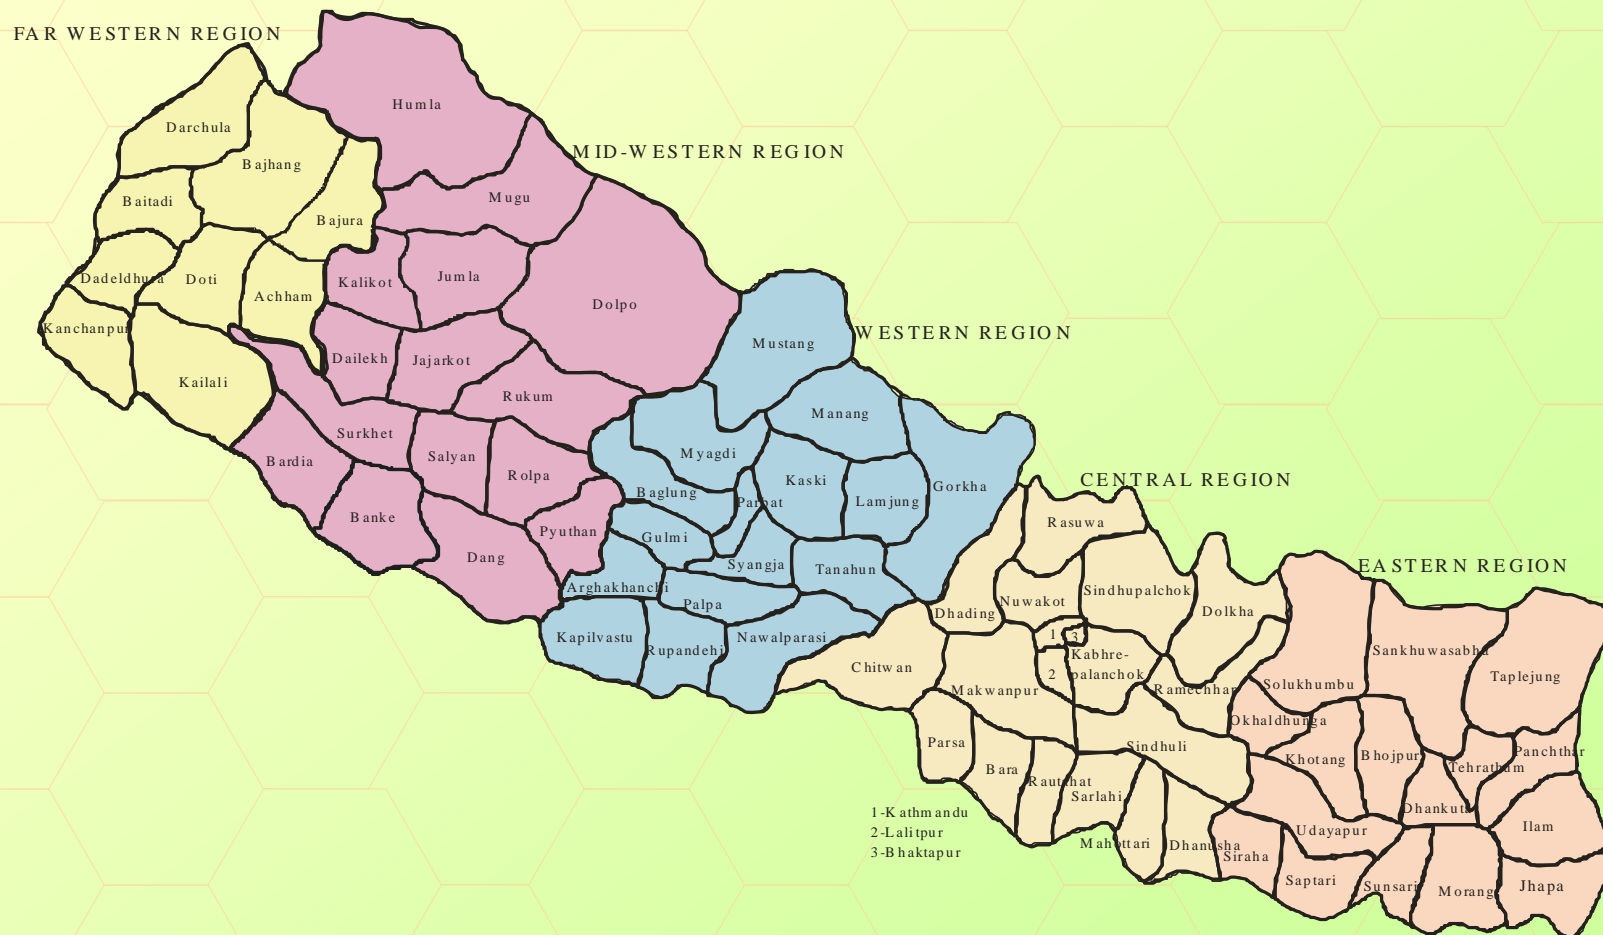 FAR WESTERN REGION
Humla
Darchula
MID-WESTERN REGION
Bajhang
Mugu
Baitadi
Bajura
Dadeldhura
Doti
Kalikot
Jumla
Achham
Dolpo
Kanchanpur
WESTERN REGION
Mustang
Dailekh
Jajarkot
Kailali
Rukum
Manang
Surkhet
Myagdi
Salyan
Bardia
Rolpa
CENTRAL REGION
Kaski
Gorkha
Baglung
Parbat
Lamjung
Banke
Rasuwa
Pyuthan
Gulmi
Dang
Syangja
Tanahun
EASTERN REGION
Arghakhanchi
Sindhupalchok
Nuwakot
Palpa
Dhading
Dolkha
Kapilvastu
Nawalparasi
1
3
Rupandehi
Sankhuwasabha
Kabhre-
palanchok
Chitwan
2
Taplejung
Solukhumbu
Makwanpur
Ramechhap
Okhaldhunga
Parsa
Sindhuli
Panchthar
Bhojpur
Khotang
Tehratham
Bara
Rautahat
Sarlahi
Dhankuta
1-Kathmandu
2-Lalitpur
3-Bhaktapur
Ilam
Udayapur
Mahottari
Dhanusha
Siraha
Saptari
Sunsari
Morang
Jhapa